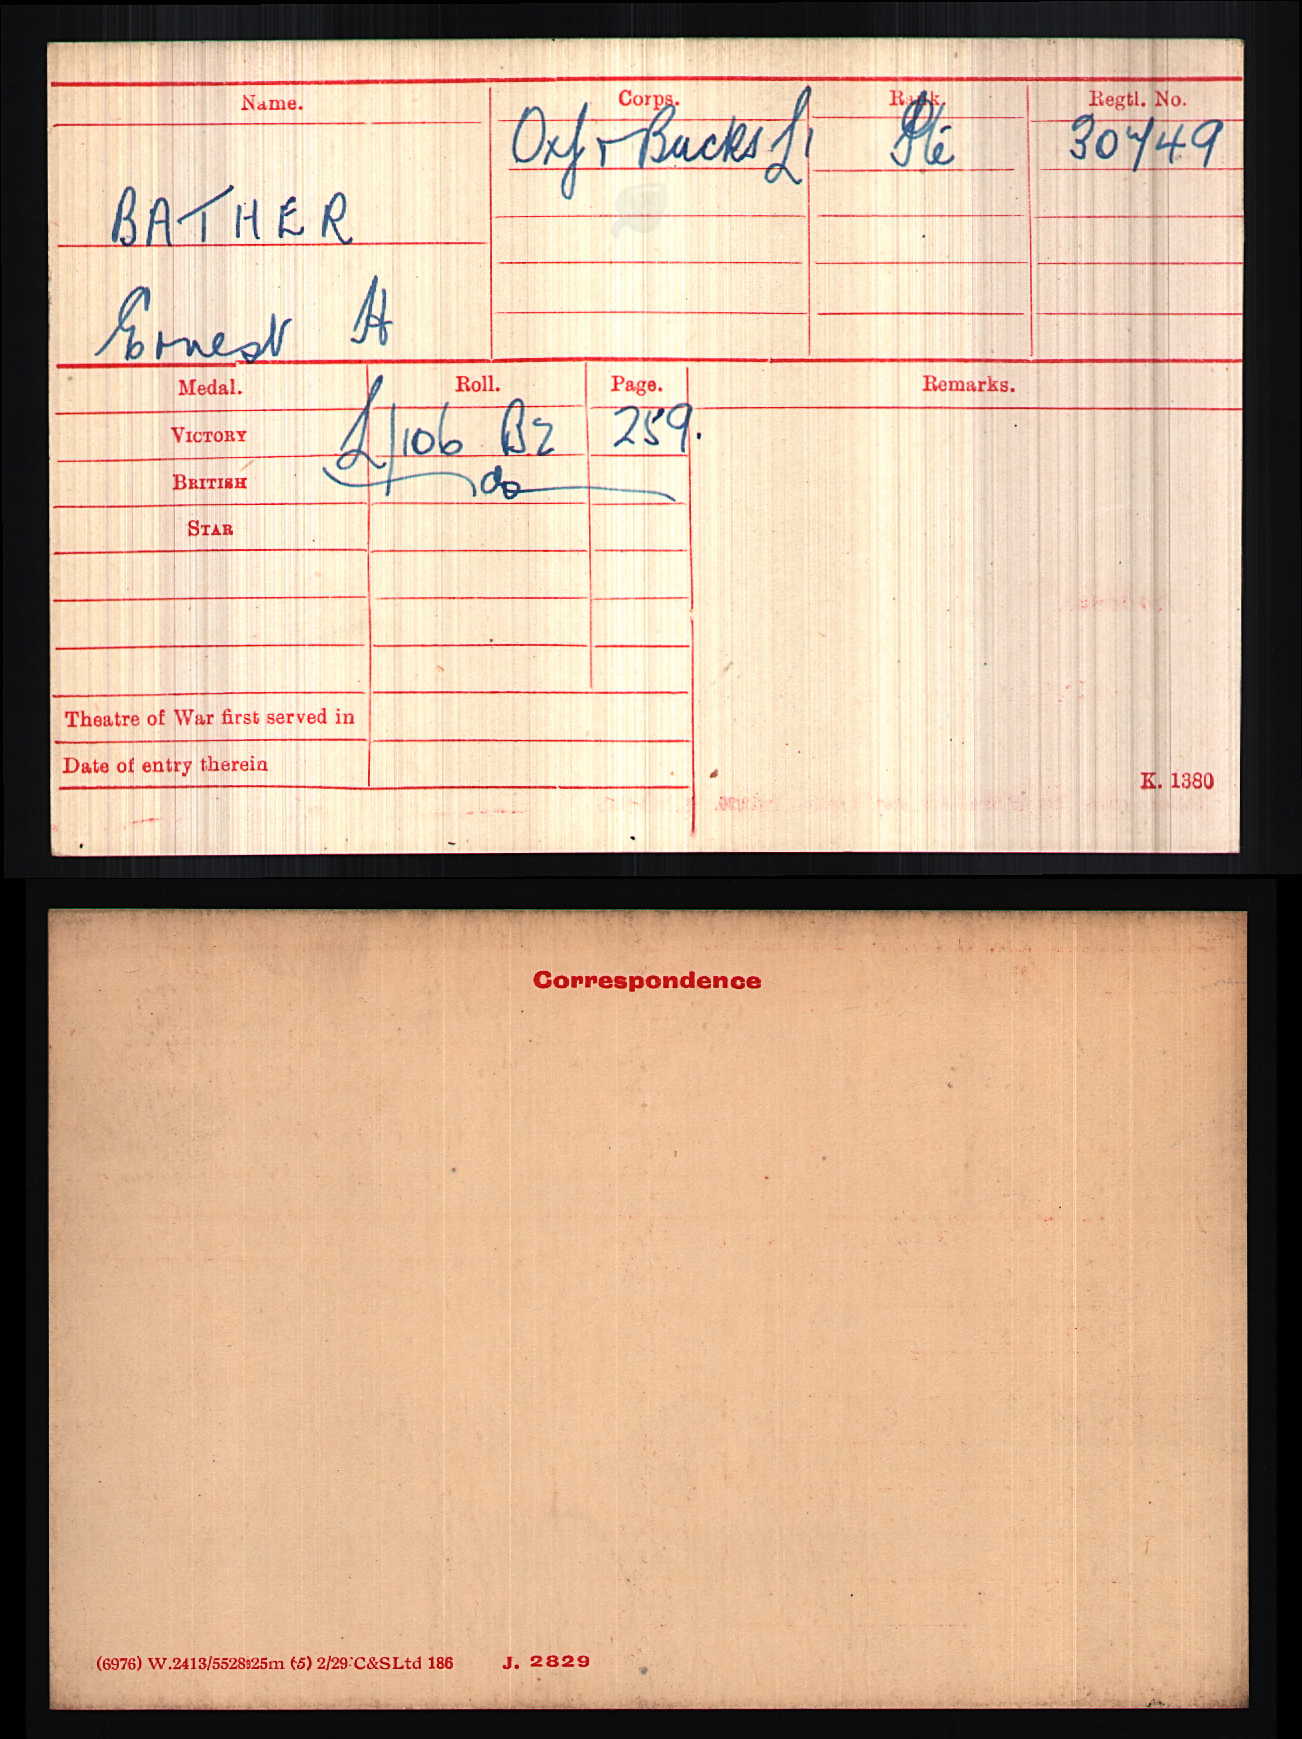 Name. Corps. Rank. Regtl. No.
Oxf & Bucks L I Pte 30749
BATHER
Ernest H
Medal. Roll. Page. Remarks.
VICTORY L/106 B2 259.
BRITISH do
STAR
Theatre of War first served in
Date of entry therein
K. 1380
Correspondence
(6976) W.2413/5528 25m (5) 2/29 C&S Ltd 186 J. 2829